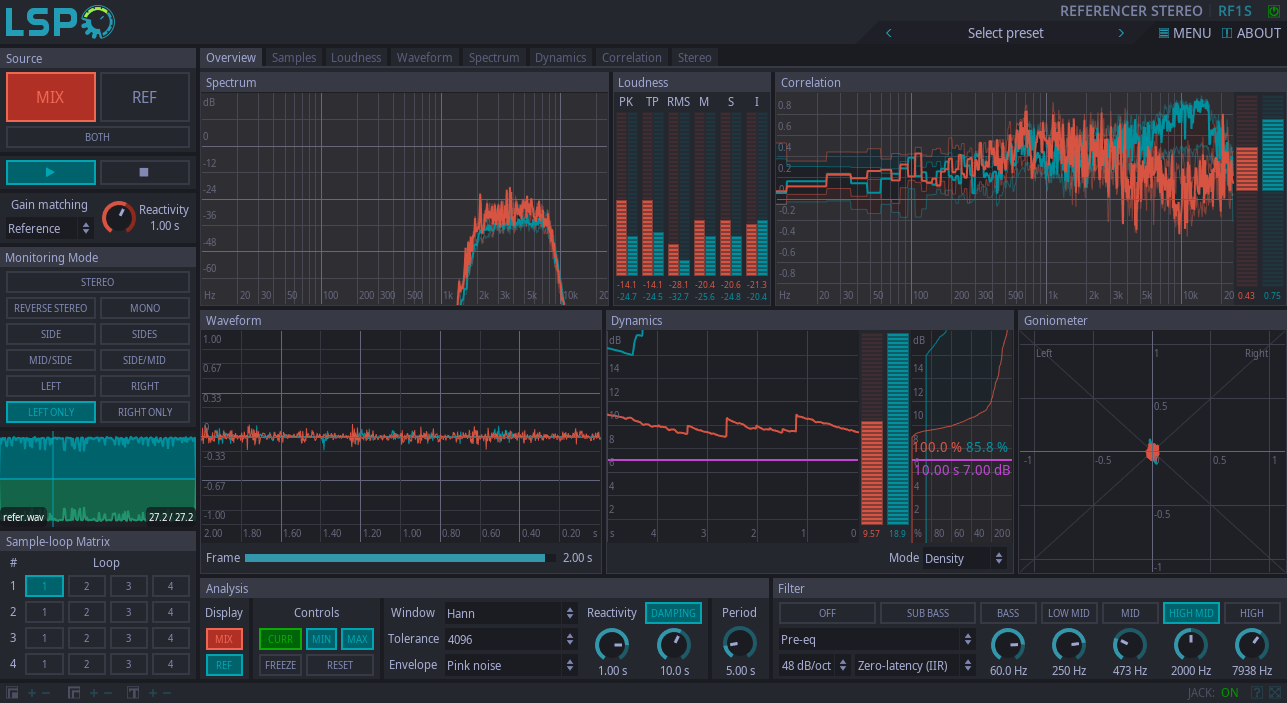 LSP
REFERENCER STEREO RF1S
Select preset
MENU ABOUT
Source
MIX REF
BOTH
Gain matching
Reference
Reactivity
1.00 s
Monitoring Mode
STEREO
REVERSE STEREO MONO
SIDE SIDES
MID/SIDE SIDE/MID
LEFT RIGHT
LEFT ONLY RIGHT ONLY
refer.wav 27.2 / 27.2
Sample-loop Matrix
# Loop
1 1 2 3 4
2 1 2 3 4
3 1 2 3 4
4 1 2 3 4
Overview Samples Loudness Waveform Spectrum Dynamics Correlation Stereo
Spectrum
dB
0
-12
-24
-36
-48
-60
Hz 20 30 50 100 200 300 500 1k 2k 3k 5k 10k 20
Loudness
PK TP RMS M S I
-14.1 -14.1 -28.1 -20.4 -20.6 -21.3
-24.7 -24.5 -32.7 -25.6 -24.8 -20.4
Correlation
0.8
0.6
0.4
0.2
0
-0.2
-0.4
-0.6
-0.8
Hz 20 30 50 100 200 300 500 1k 2k 3k 5k 10k 20
0.43 0.75
Waveform
1.00
0.67
0.33
0
-0.33
-0.67
-1.00
2.00 1.80 1.60 1.40 1.20 1.00 0.80 0.60 0.40 0.20 s
Frame 2.00 s
Dynamics
dB
14
12
10
8
6
4
2
s 4 3 2 1 0
9.57 18.9
dB
14
12
10
8
6
4
2
100.0 % 85.8 %
10.00 s 7.00 dB
% 80 60 40 200
Mode Density
Goniometer
Left 1 Right
0.5
-1 -0.5 0.5 1
-0.5
-1
Analysis
Display
MIX
REF
Controls
CURR MIN MAX
FREEZE RESET
Window Hann
Tolerance 4096
Envelope Pink noise
Reactivity DAMPING
1.00 s 10.0 s
Period
5.00 s
Filter
OFF SUB BASS BASS LOW MID MID HIGH MID HIGH
Pre-eq
48 dB/oct Zero-latency (IIR)
60.0 Hz 250 Hz 473 Hz 2000 Hz 7938 Hz
JACK: ON